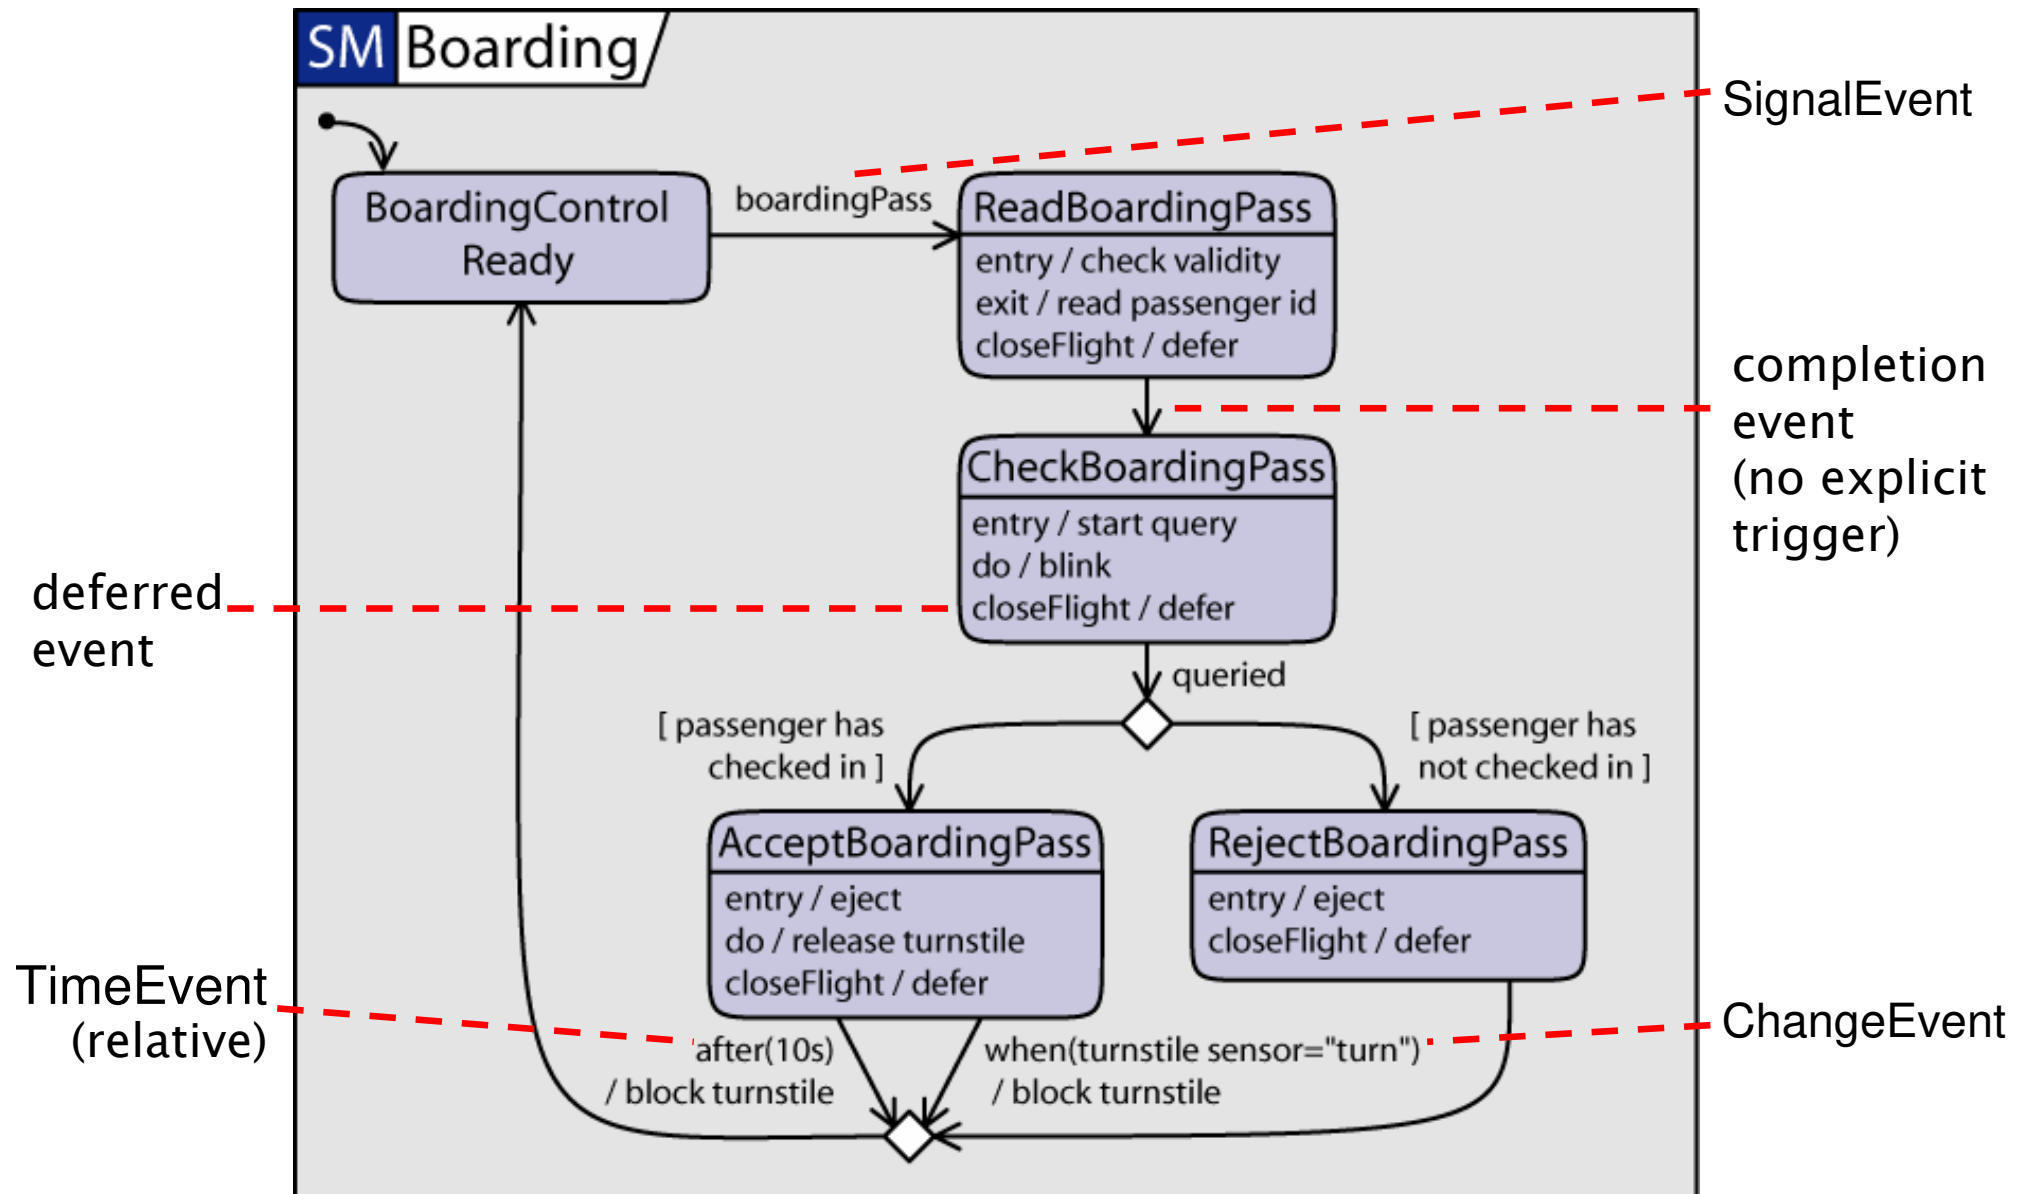 SM Boarding
SignalEvent
BoardingControl
Ready
boardingPass
ReadBoardingPass
entry / check validity
exit / read passenger id
closeFlight / defer
completion
event
(no explicit
trigger)
CheckBoardingPass
entry / start query
do / blink
closeFlight / defer
deferred
event
queried
[ passenger has
checked in ]
[ passenger has
not checked in ]
AcceptBoardingPass
entry / eject
do / release turnstile
closeFlight / defer
RejectBoardingPass
entry / eject
closeFlight / defer
TimeEvent
(relative)
after(10s)
/ block turnstile
when(turnstile sensor="turn")
/ block turnstile
ChangeEvent